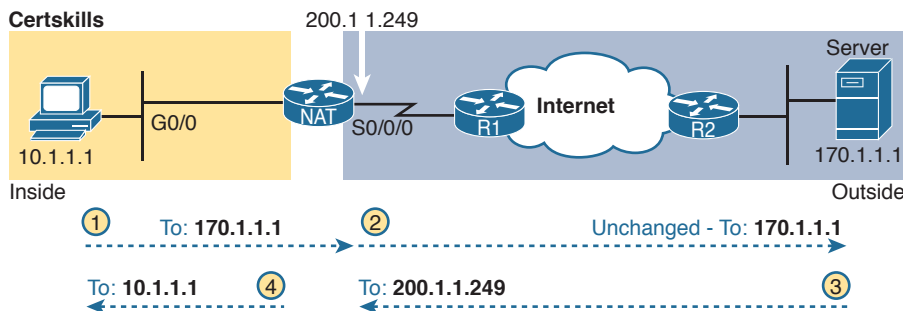 Certskills
200.1 1.249
Server
NAT
G0/0
S0/0/0
R1
Internet
R2
10.1.1.1
170.1.1.1
Inside
Outside
1
To: 170.1.1.1
2
Unchanged - To: 170.1.1.1
To: 10.1.1.1
4
To: 200.1.1.249
3